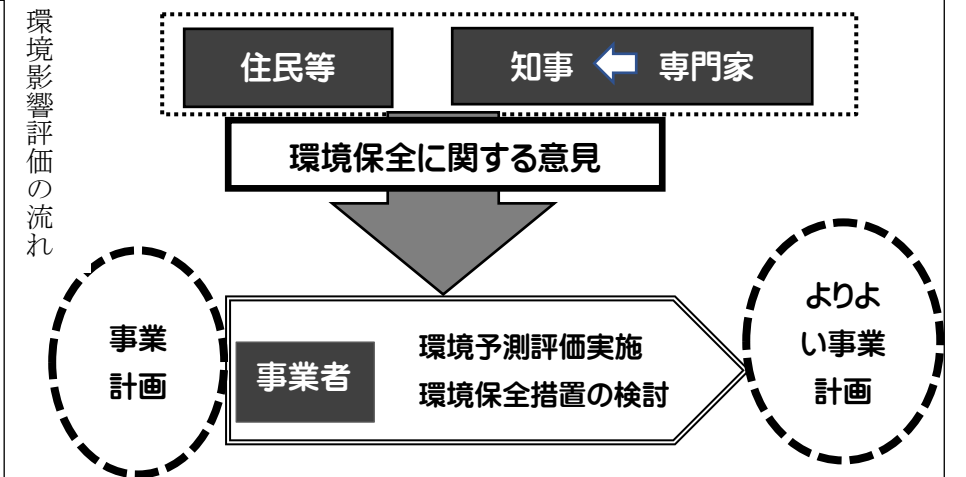 環境影響評価の流れ
住民等
知事
専門家
環境保全に関する意見
事業
計画
事業者
環境予測評価実施
環境保全措置の検討
よりよ
い事業
計画